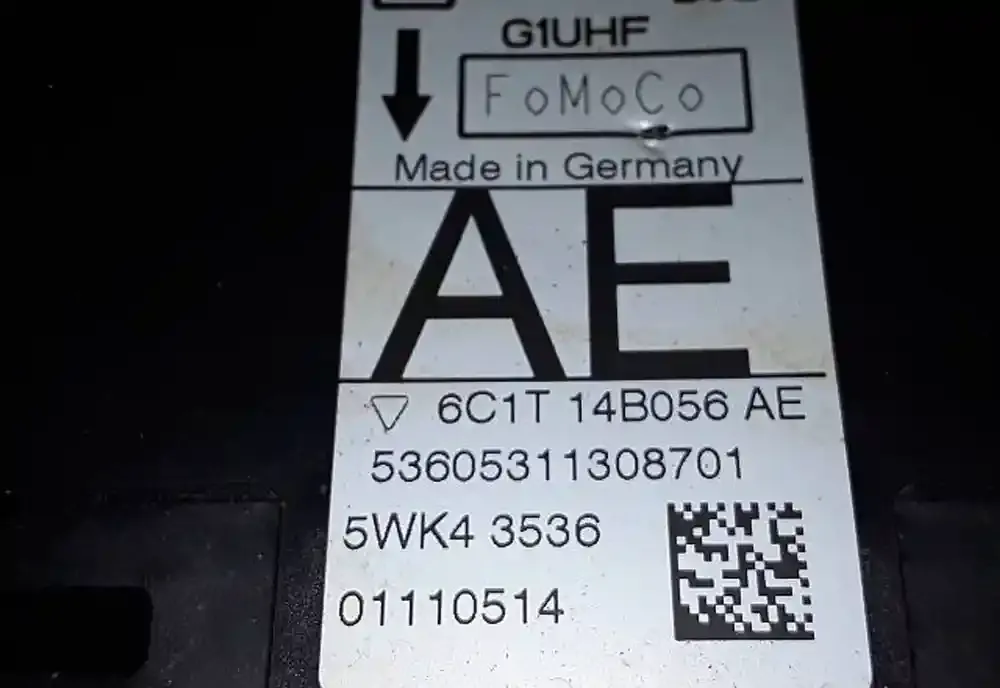 G1UHF
FoMoCo
Made in Germany
AE
6C1T 14B056 AE
53605311308701
5WK4 3536
01110514